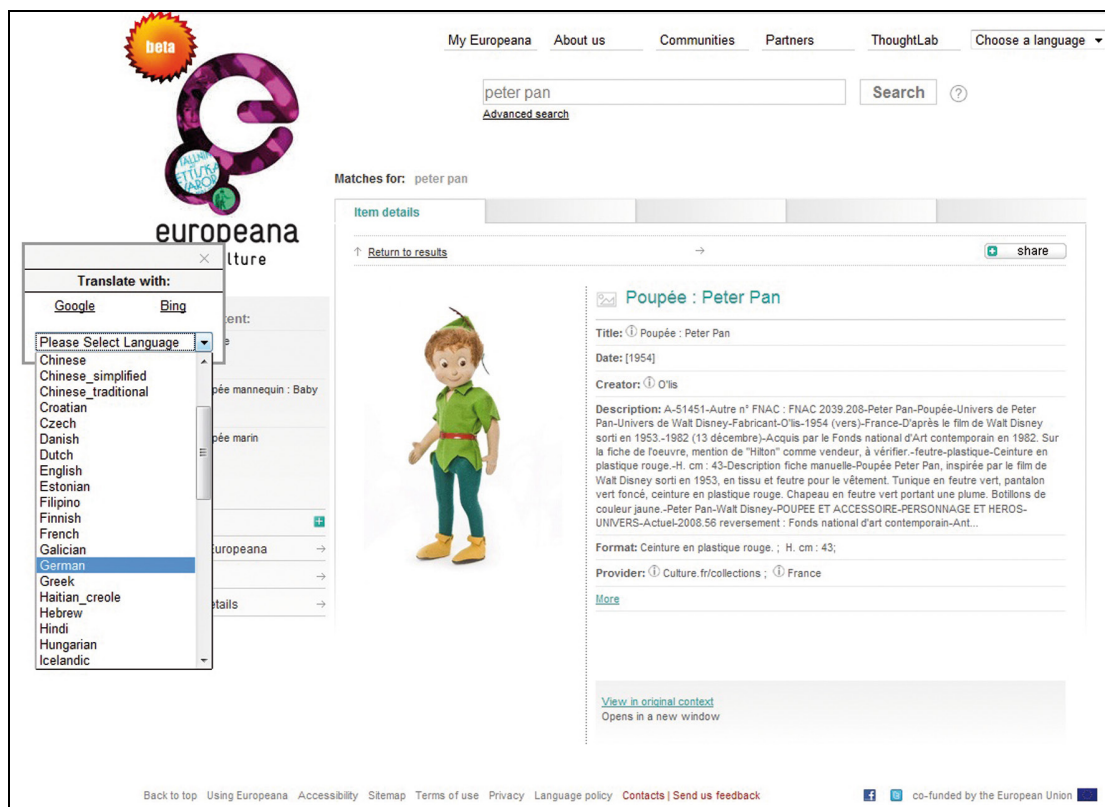 beta
My Europeana About us Communities Partners ThoughtLab Choose a language
peter pan Search ?
Advanced search
Matches for: peter pan
europeana
lture
Item details
Return to results share
Translate with:
Google Bing
Please Select Language
Chinese
Chinese_simplified
Chinese_traditional
Croatian
Czech
Danish
Dutch
English
Estonian
Filipino
Finnish
French
Galician
German
Greek
Haitian_creole
Hebrew
Hindi
Hungarian
Icelandic
ent:
e
pée mannequin : Baby
pée marin
uropeana
etails
Poupée : Peter Pan
Title: Poupée : Peter Pan
Date: [1954]
Creator: O'lis
Description: A-51451-Autre n° FNAC : FNAC 2039.208-Peter Pan-Poupée-Univers de Peter
Pan-Univers de Walt Disney-Fabricant-O'lis-1954 (vers)-France-D'après le film de Walt Disney
sorti en 1953.-1982 (13 décembre)-Acquis par le Fonds national d'Art contemporain en 1982. Sur
la fiche de l'oeuvre, mention de "Hilton" comme vendeur, à vérifier.-feutre-plastique-Ceinture en
plastique rouge.-H. cm : 43-Description fiche manuelle-Poupée Peter Pan, inspirée par le film de
Walt Disney sorti en 1953, en tissu et feutre pour le vêtement. Tunique en feutre vert, pantalon
vert foncé, ceinture en plastique rouge. Chapeau en feutre vert portant une plume. Botillons de
couleur jaune.-Peter Pan-Walt Disney-POUPEE ET ACCESSOIRE-PERSONNAGE ET HEROS-
UNIVERS-Actuel-2008.56 reversement : Fonds national d'art contemporain-Ant...
Format: Ceinture en plastique rouge. ; H. cm : 43;
Provider: Culture.fr/collections ; France
More
View in original context
Opens in a new window
Back to top Using Europeana Accessibility Sitemap Terms of use Privacy Language policy Contacts | Send us feedback co-funded by the European Union